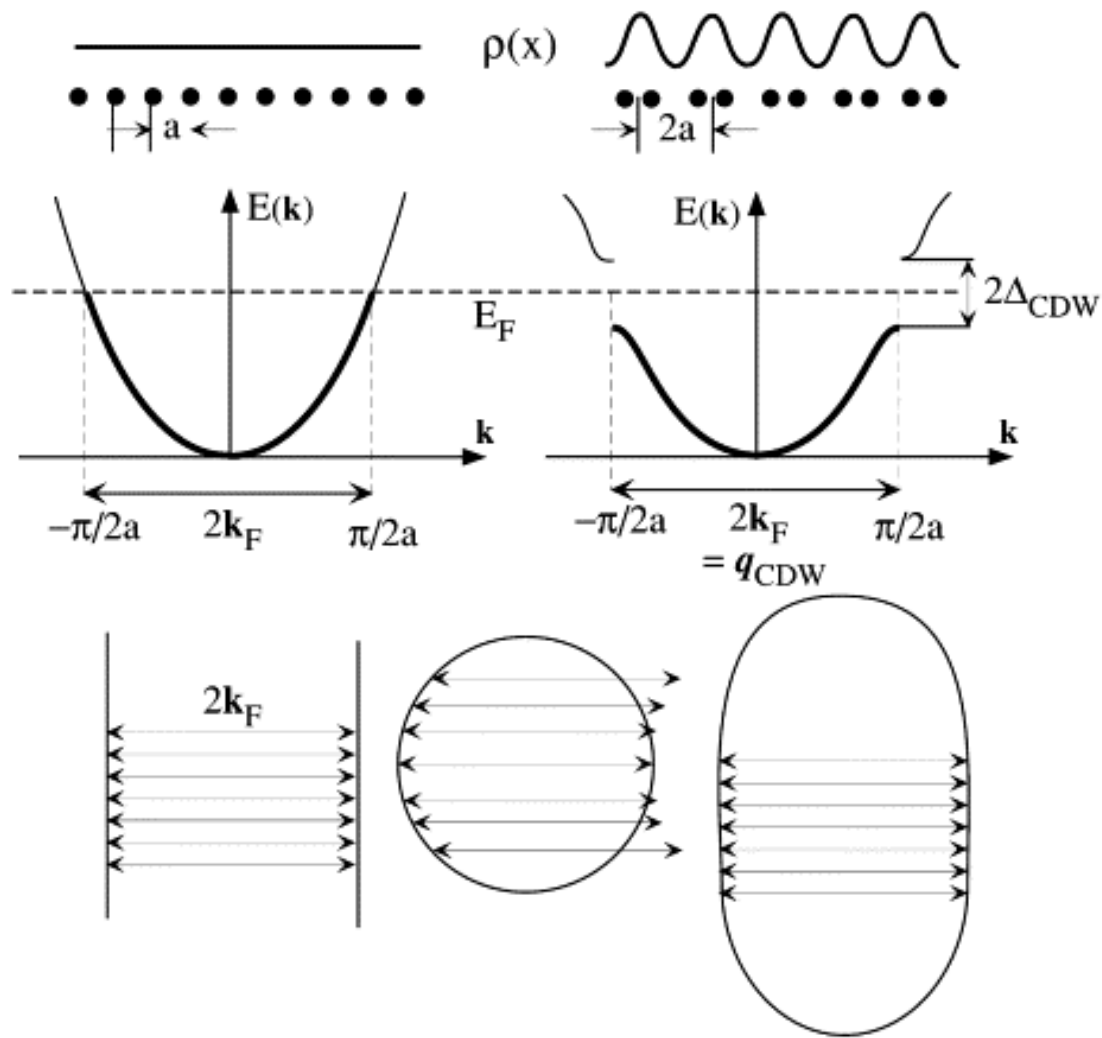 ρ(x)
a
2a
E(k)
E(k)
2Δ_CDW
E_F
k
k
−π/2a
2k_F
π/2a
−π/2a
2k_F
π/2a
= q_CDW
2k_F